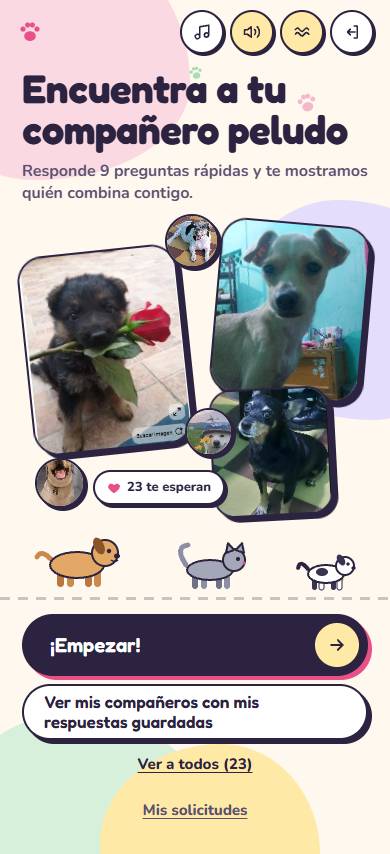 Encuentra a tu
compañero peludo
Responde 9 preguntas rápidas y te mostramos
quién combina contigo.
Buscar imagen
23 te esperan
¡Empezar!
Ver mis compañeros con mis
respuestas guardadas
Ver a todos (23)
Mis solicitudes